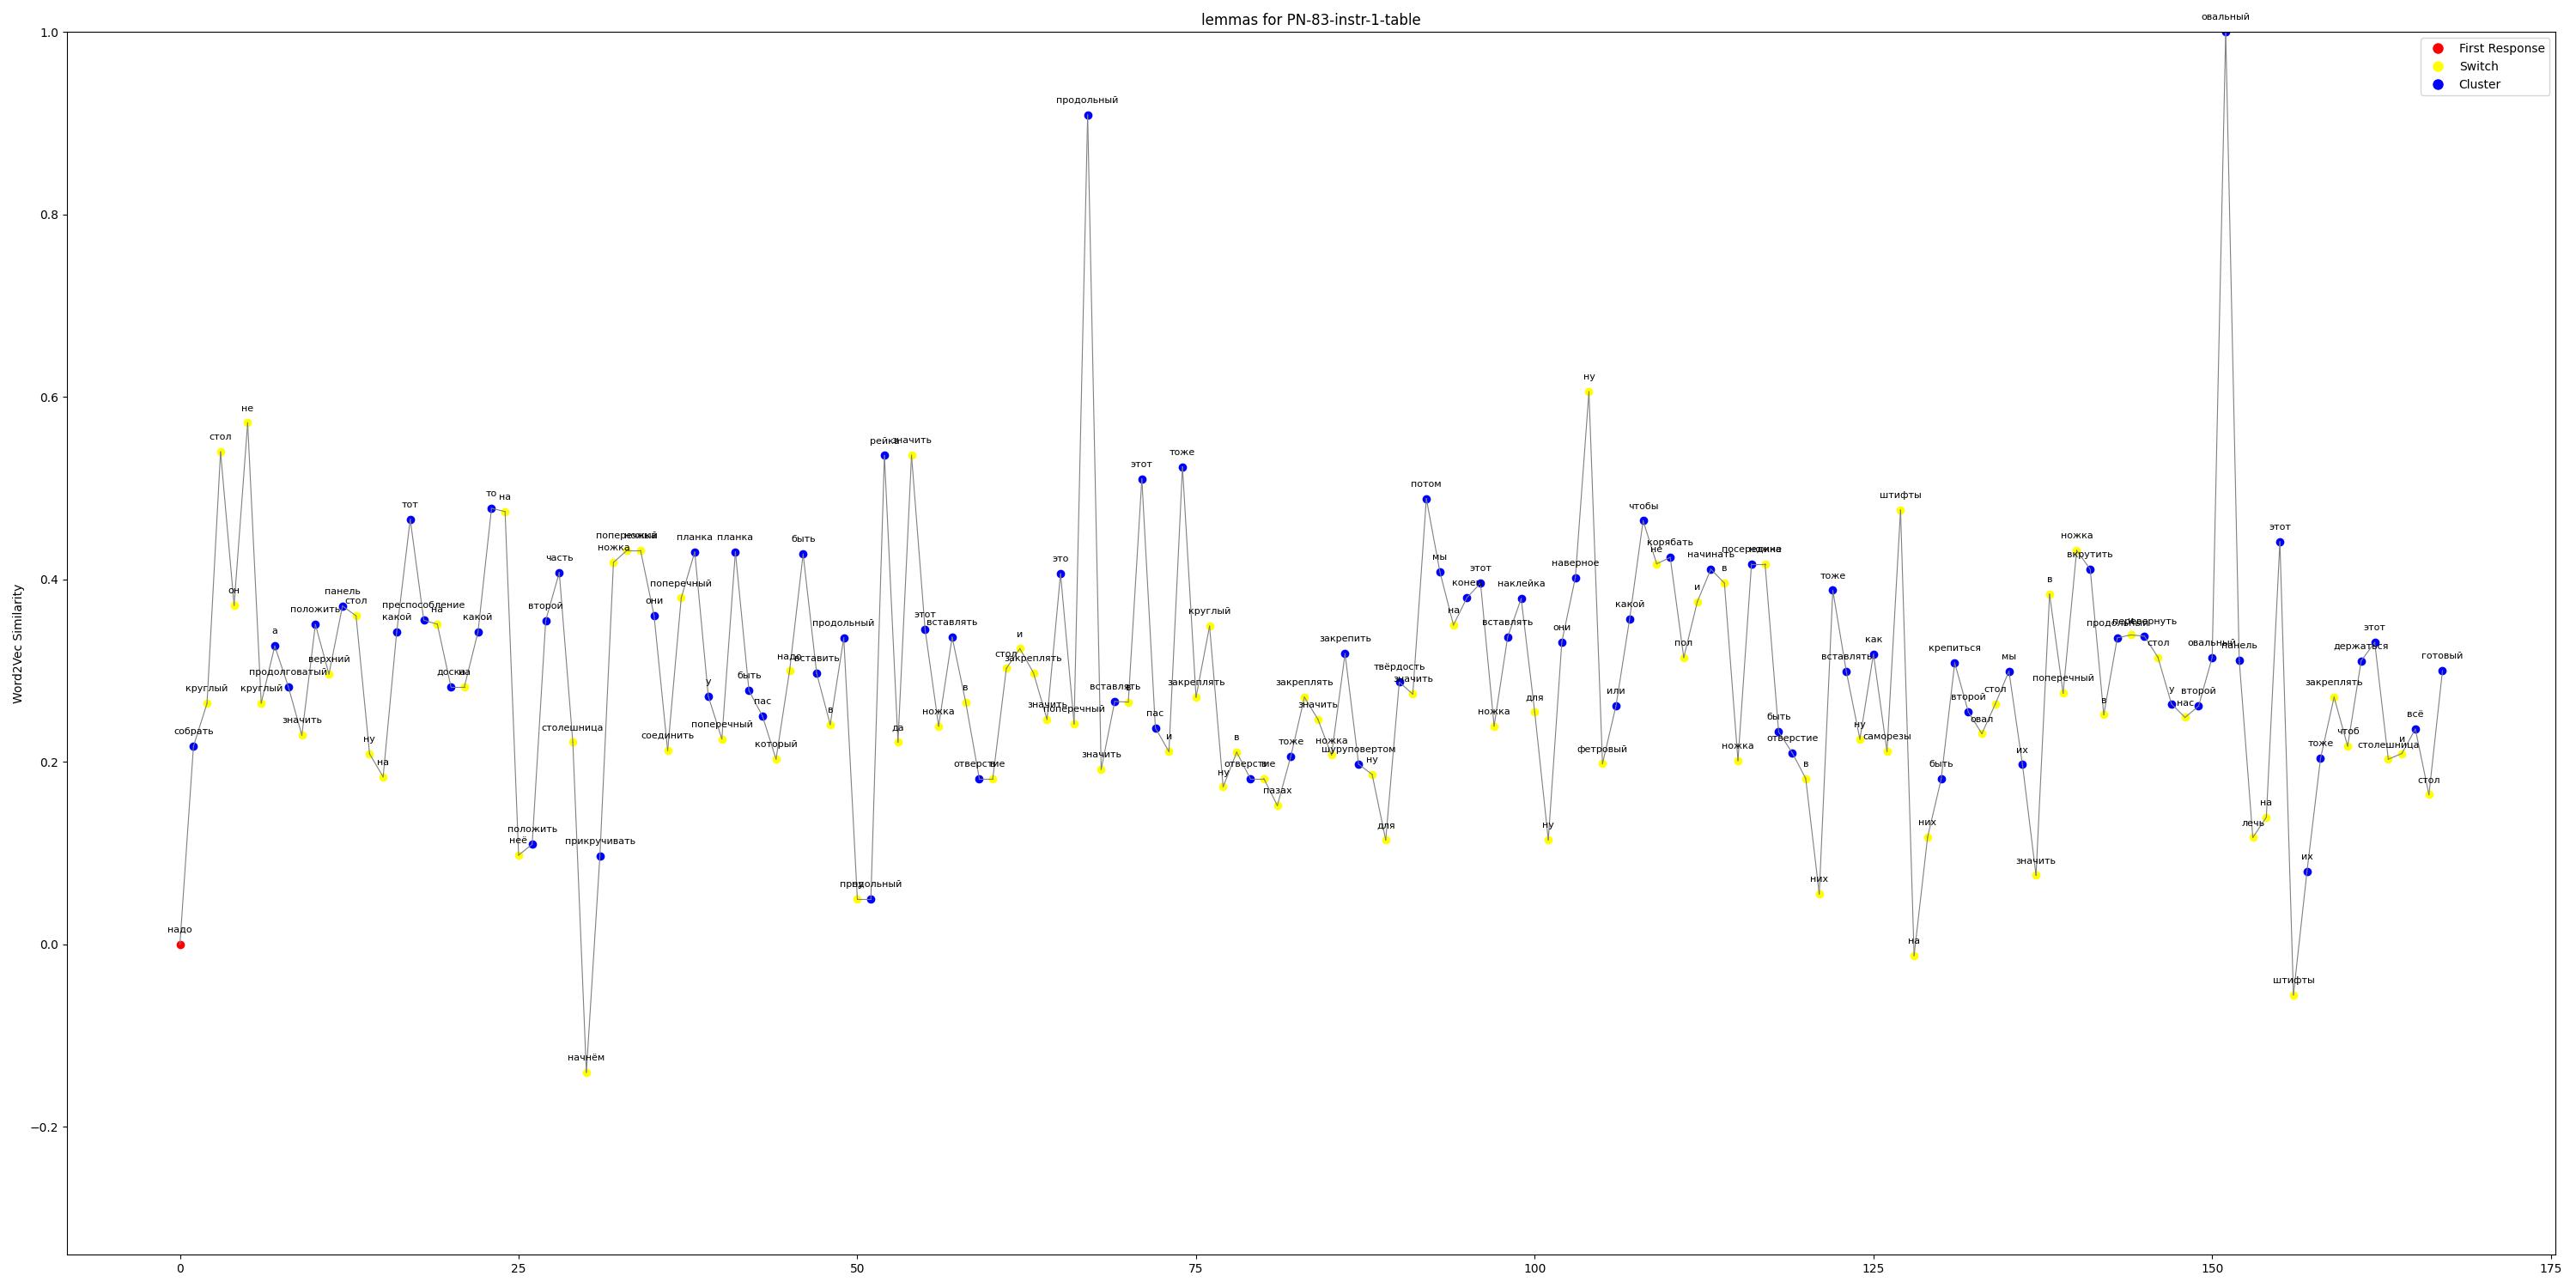 lemmas for PN-83-instr-1-table
First Response
Switch
Cluster
Word2Vec Similarity
1.0
0.8
0.6
0.4
0.2
0.0
−0.2
0
25
50
75
100
125
150
175
надо
собрать
круглый
стол
он
не
круглый
а
продолговатый
значить
положить
верхний
панель
стол
ну
на
какой
тот
преспособление
на
доска
на
какой
то
на
неё
положить
второй
часть
столешница
начнём
прикручивать
ножка
поперечный
ножка
они
соединить
поперечный
планка
у
поперечный
планка
быть
пас
который
надо
быть
вставить
в
продольный
ну
продольный
рейка
да
значить
этот
ножка
вставлять
в
отверстие
в
стол
и
закреплять
значить
это
поперечный
продольный
значить
вставлять
в
этот
пас
и
тоже
закреплять
круглый
ну
в
отверстие
в
пазах
тоже
закреплять
значить
ножка
закрепить
шуруповертом
ну
для
твёрдость
значить
потом
мы
на
конец
этот
ножка
вставлять
наклейка
для
ну
они
наверное
ну
фетровый
или
какой
чтобы
не
корябать
пол
и
начинать
в
ножка
посередине
ножка
быть
отверстие
в
них
тоже
вставлять
ну
как
саморезы
штифты
на
них
быть
крепиться
второй
овал
стол
мы
их
значить
в
поперечный
ножка
вкрутить
в
продольный
перевернуть
стол
у
нас
второй
овальный
овальный
панель
лечь
на
этот
штифты
их
тоже
закреплять
чтоб
держаться
этот
столешница
и
всё
стол
готовый